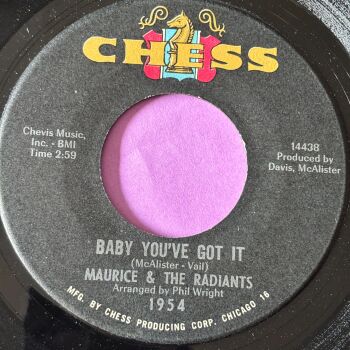 CHESS
Chevis Music,
Inc. - BMI
Time 2:59
14438
Produced by
Davis, McAlister
BABY YOU'VE GOT IT
(McAlister - Vail)
MAURICE & THE RADIANTS
Arranged by Phil Wright
1954
MFG. BY CHESS PRODUCING CORP. CHICAGO 16